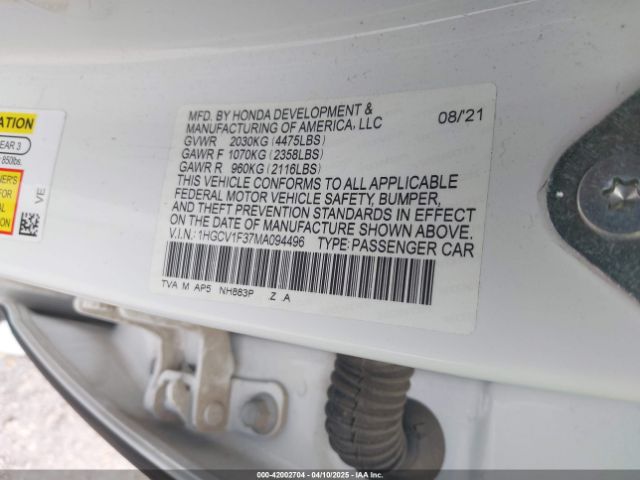 ATION
EAR 3
850lbs.
VE
MFD. BY HONDA DEVELOPMENT &
MANUFACTURING OF AMERICA, LLC
08/'21
GVWR 2030KG (4475LBS)
GAWR F 1070KG (2358LBS)
GAWR R 960KG (2116LBS)
THIS VEHICLE CONFORMS TO ALL APPLICABLE
FEDERAL MOTOR VEHICLE SAFETY, BUMPER,
AND THEFT PREVENTION STANDARDS IN EFFECT
ON THE DATE OF MANUFACTURE SHOWN ABOVE.
V.I.N.: 1HGCV1F37MA094496 TYPE: PASSENGER CAR
TVA M AP5 NH883P Z .A
000-42002704 - 04/10/2025 - IAA, Inc.